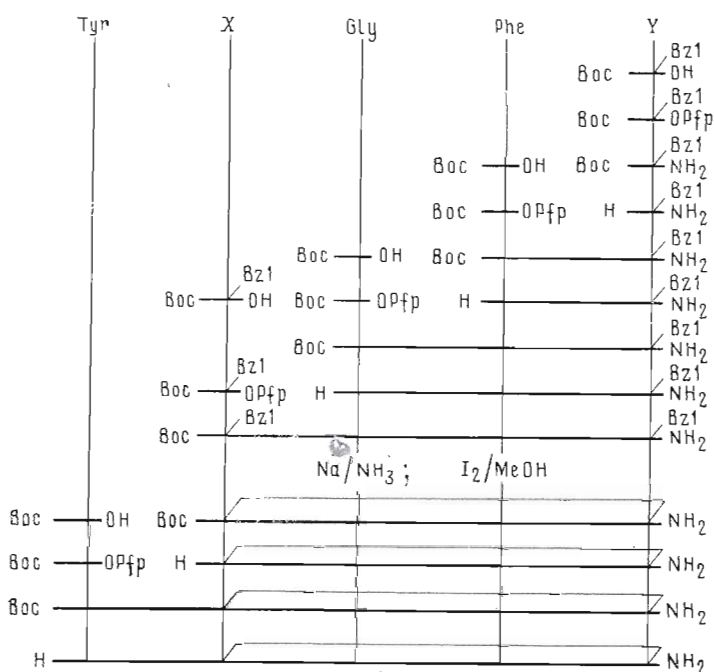 Tyr X Gly Phe Y
Bzl
Boc OH
Bzl
Boc OPfp
Bzl
Boc OH Boc NH2
Bzl
Boc OPfp H NH2
Bzl
Boc OH Boc NH2
Bzl Bzl
Boc OH Boc OPfp H NH2
Bzl
Boc NH2
Bzl Bzl
Boc OPfp H NH2
Bzl Bzl
Boc NH2
Na/NH3; I2/MeOH
Boc OH Boc NH2
Boc OPfp H NH2
Boc NH2
H NH2